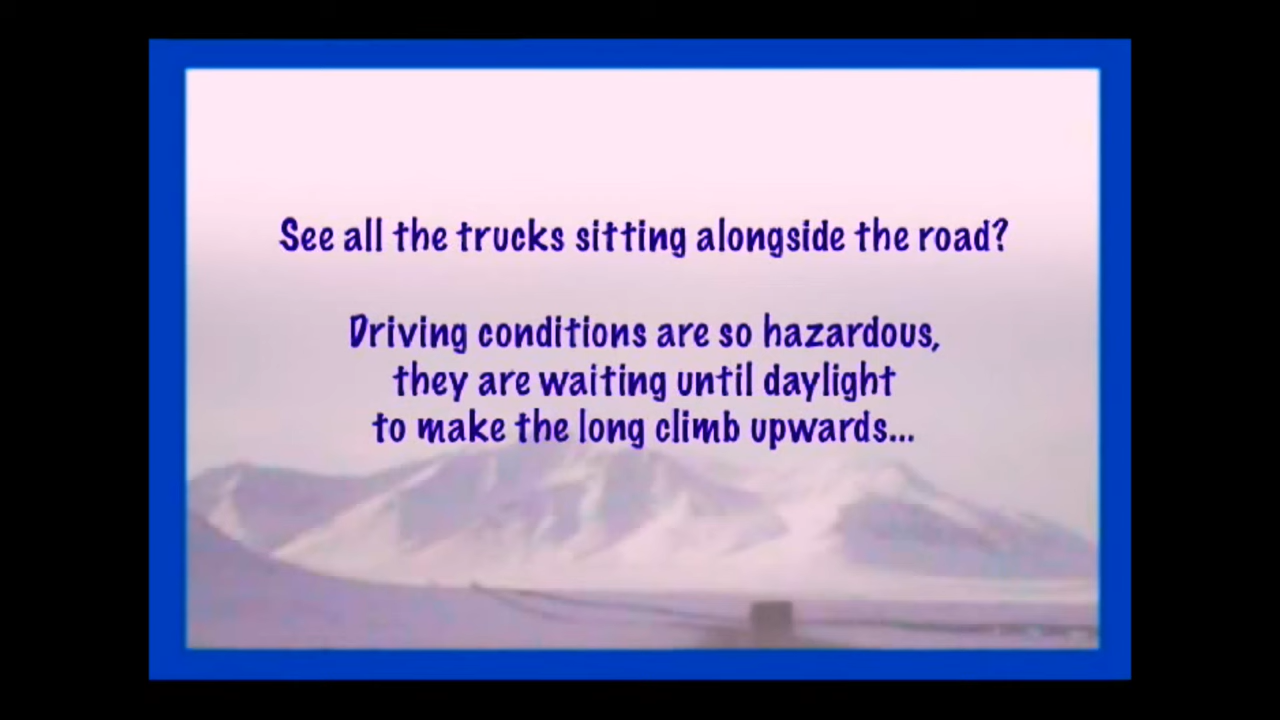 See all the trucks sitting alongside the road?
Driving conditions are so hazardous,
they are waiting until daylight
to make the long climb upwards...